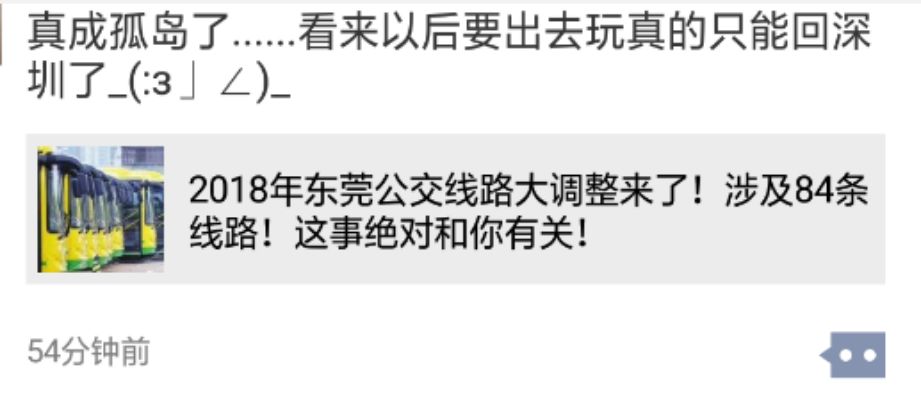 真成孤岛了......看来以后要出去玩真的只能回深
圳了_(:з」∠)_
2018年东莞公交线路大调整来了！涉及84条
线路！这事绝对和你有关！
54分钟前